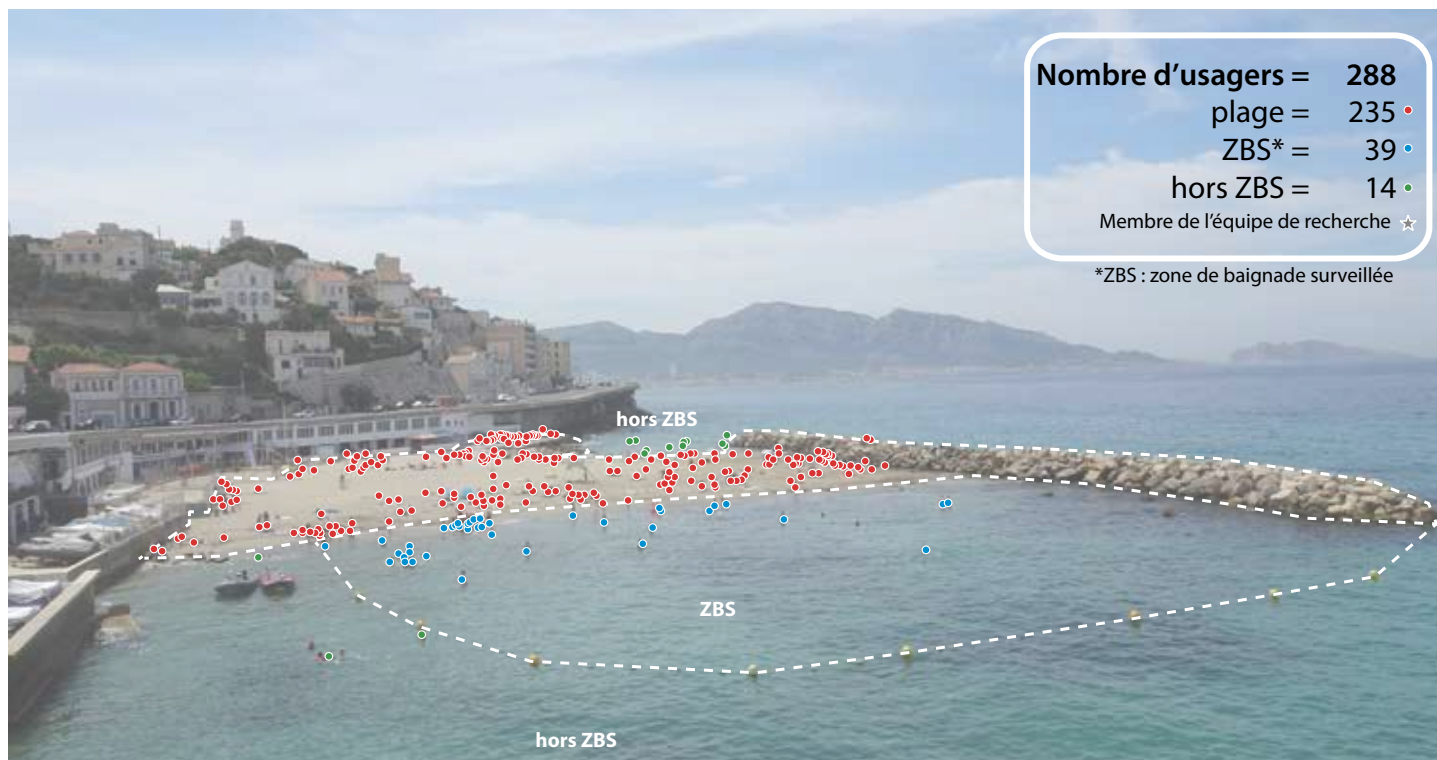 Nombre d'usagers = 288
plage = 235
ZBS* = 39
hors ZBS = 14
Membre de l'équipe de recherche
*ZBS : zone de baignade surveillée
hors ZBS
ZBS
hors ZBS